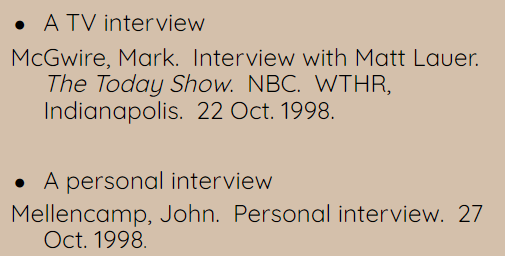 ● A TV interview
McGwire, Mark.  Interview with Matt Lauer.
The Today Show.  NBC.  WTHR,
Indianapolis.  22 Oct. 1998.
● A personal interview
Mellencamp, John.  Personal interview.  27
Oct. 1998.